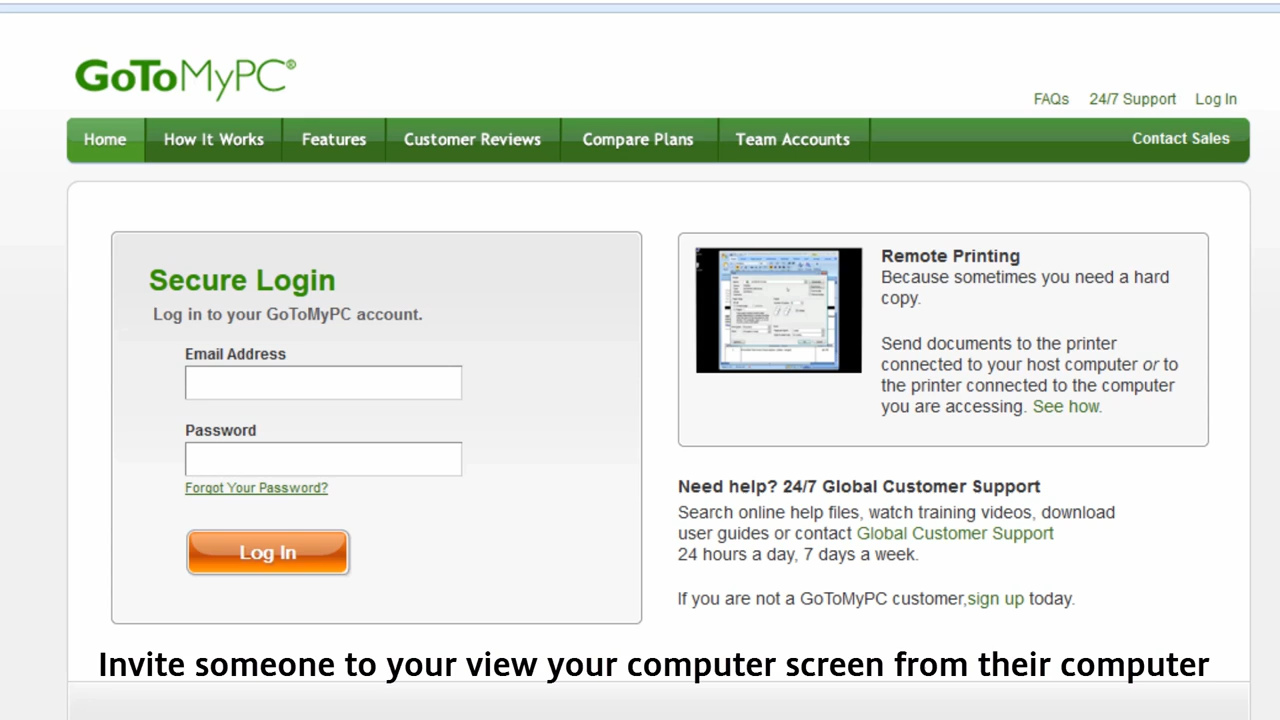 GoToMyPC®
FAQs 24/7 Support Log In
Home How It Works Features Customer Reviews Compare Plans Team Accounts Contact Sales
Secure Login
Log in to your GoToMyPC account.
Email Address
Password
Forgot Your Password?
Log In
Remote Printing
Because sometimes you need a hard
copy.
Send documents to the printer
connected to your host computer or to
the printer connected to the computer
you are accessing. See how.
Need help? 24/7 Global Customer Support
Search online help files, watch training videos, download
user guides or contact Global Customer Support
24 hours a day, 7 days a week.
If you are not a GoToMyPC customer,sign up today.
Invite someone to your view your computer screen from their computer